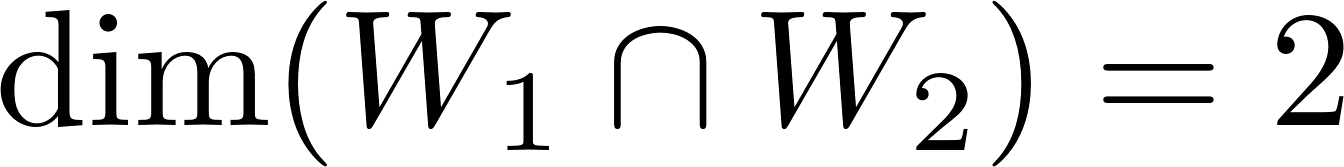 dim(W₁ ∩ W₂) = 2